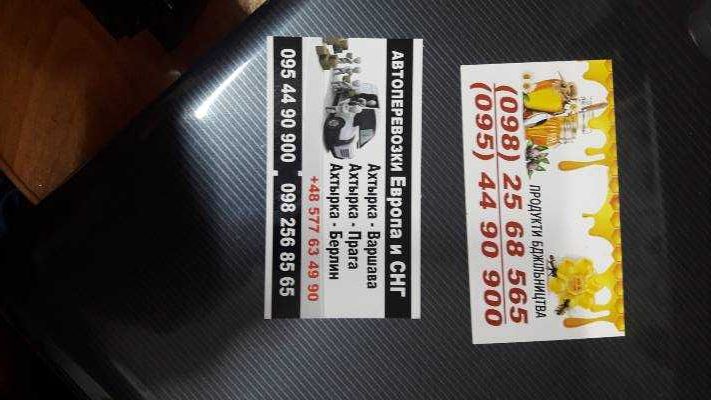 АВТОПЕРЕВОЗКИ Европа и СНГ
Ахтырка - Варшава
Ахтырка - Прага
Ахтырка - Берлин
+48 577 63 49 90
095 44 90 900 098 256 85 65
ПРОДУКТИ БДЖІЛЬНИЦТВА
(098) 25 68 565
(095) 44 90 900